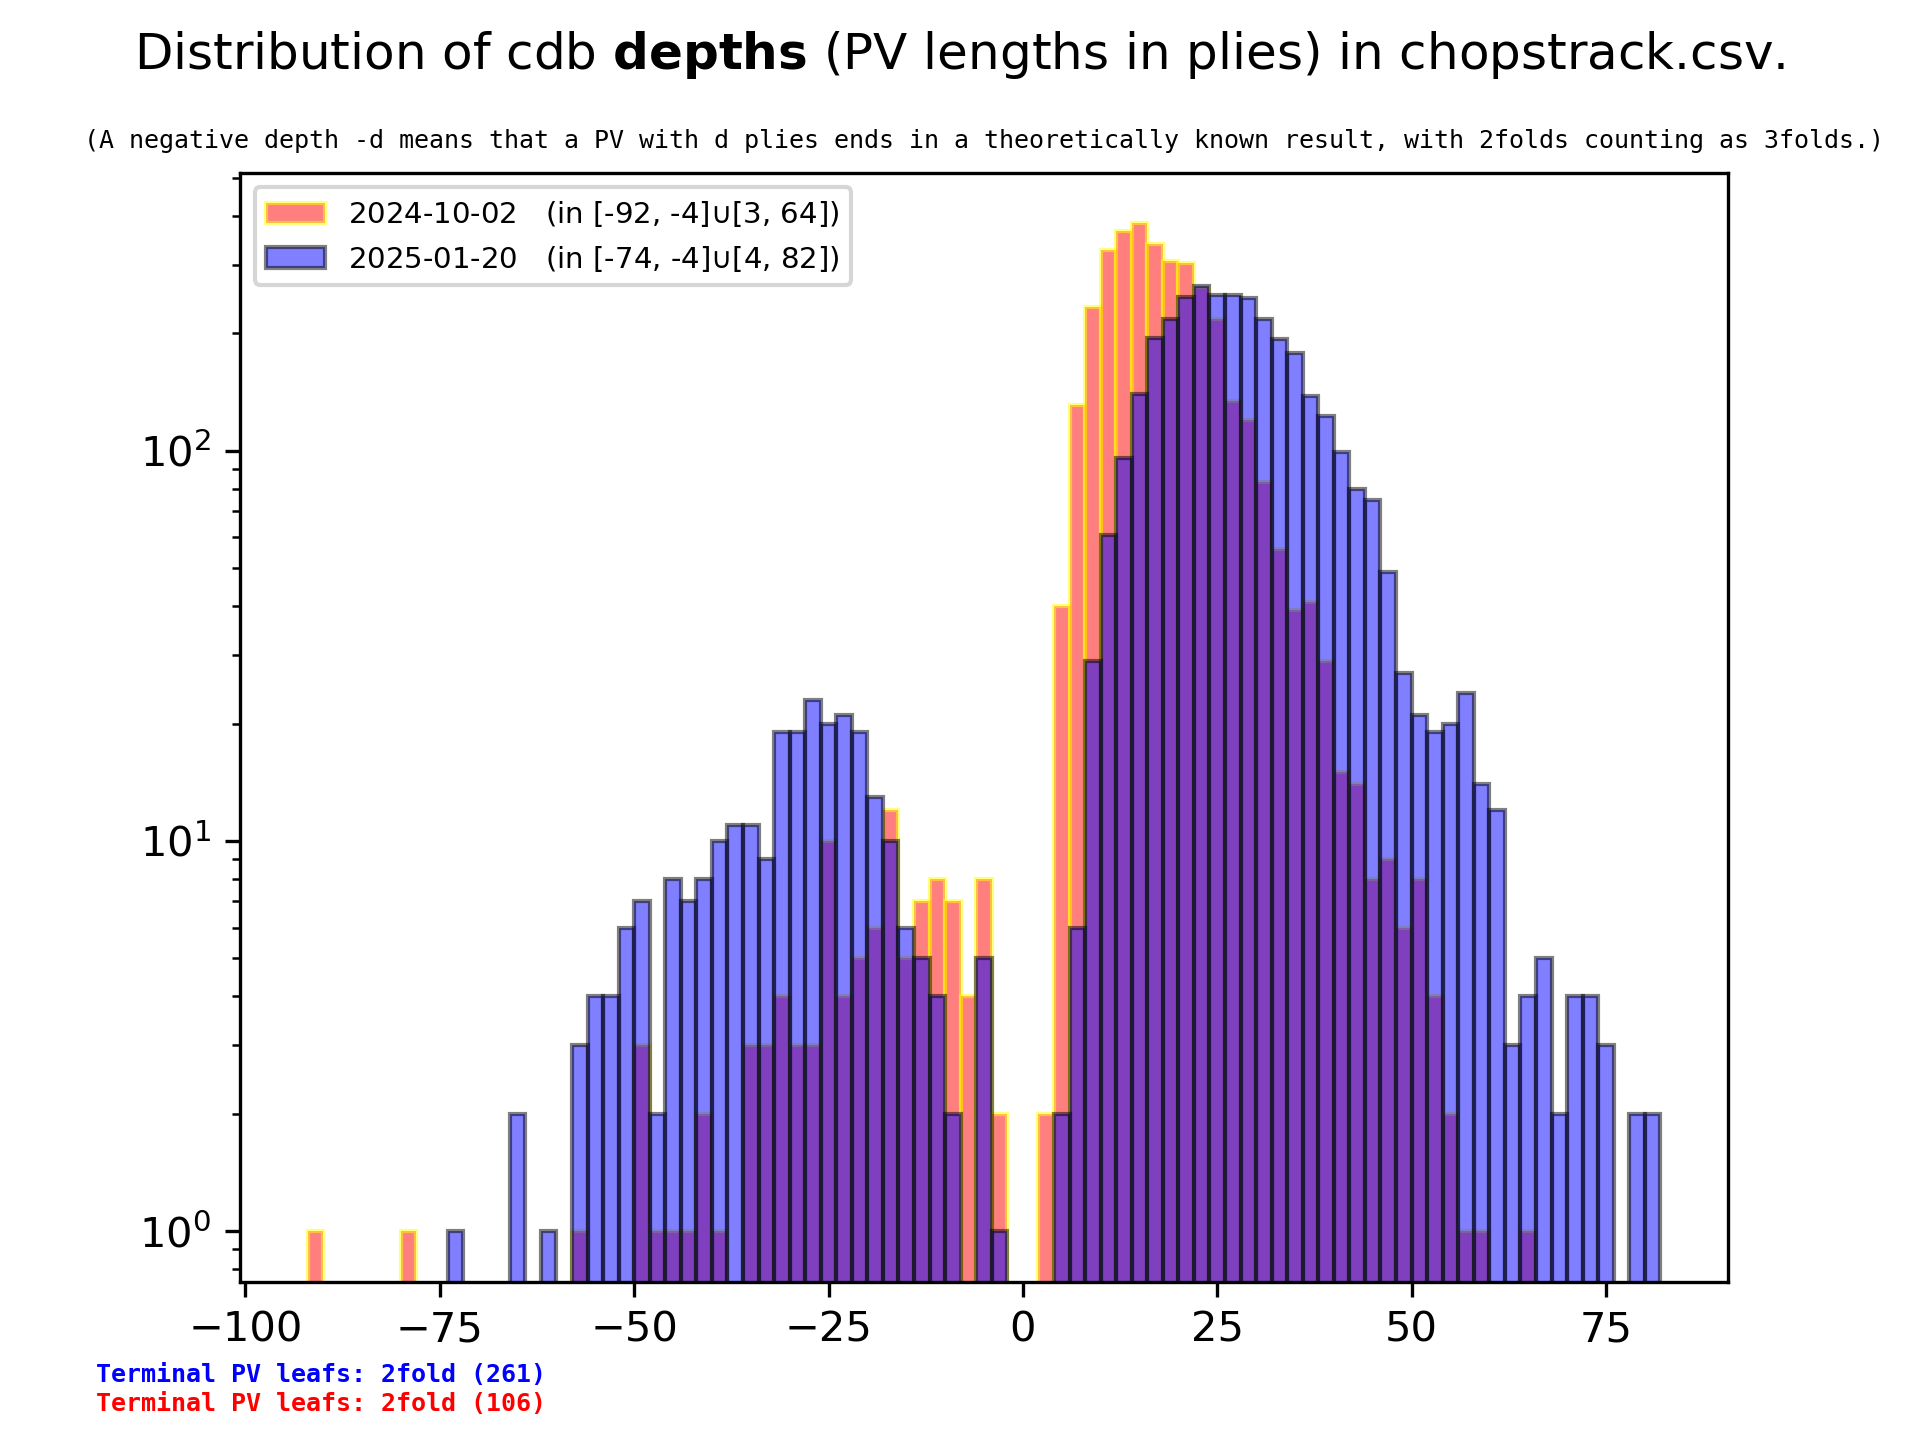 Distribution of cdb depths (PV lengths in plies) in chopstrack.csv.
(A negative depth -d means that a PV with d plies ends in a theoretically known result, with 2folds counting as 3folds.)
2024-10-02 (in [-92, -4]∪[3, 64])
2025-01-20 (in [-74, -4]∪[4, 82])
10²
10¹
10⁰
−100 −75 −50 −25 0 25 50 75
Terminal PV leafs: 2fold (261)
Terminal PV leafs: 2fold (106)